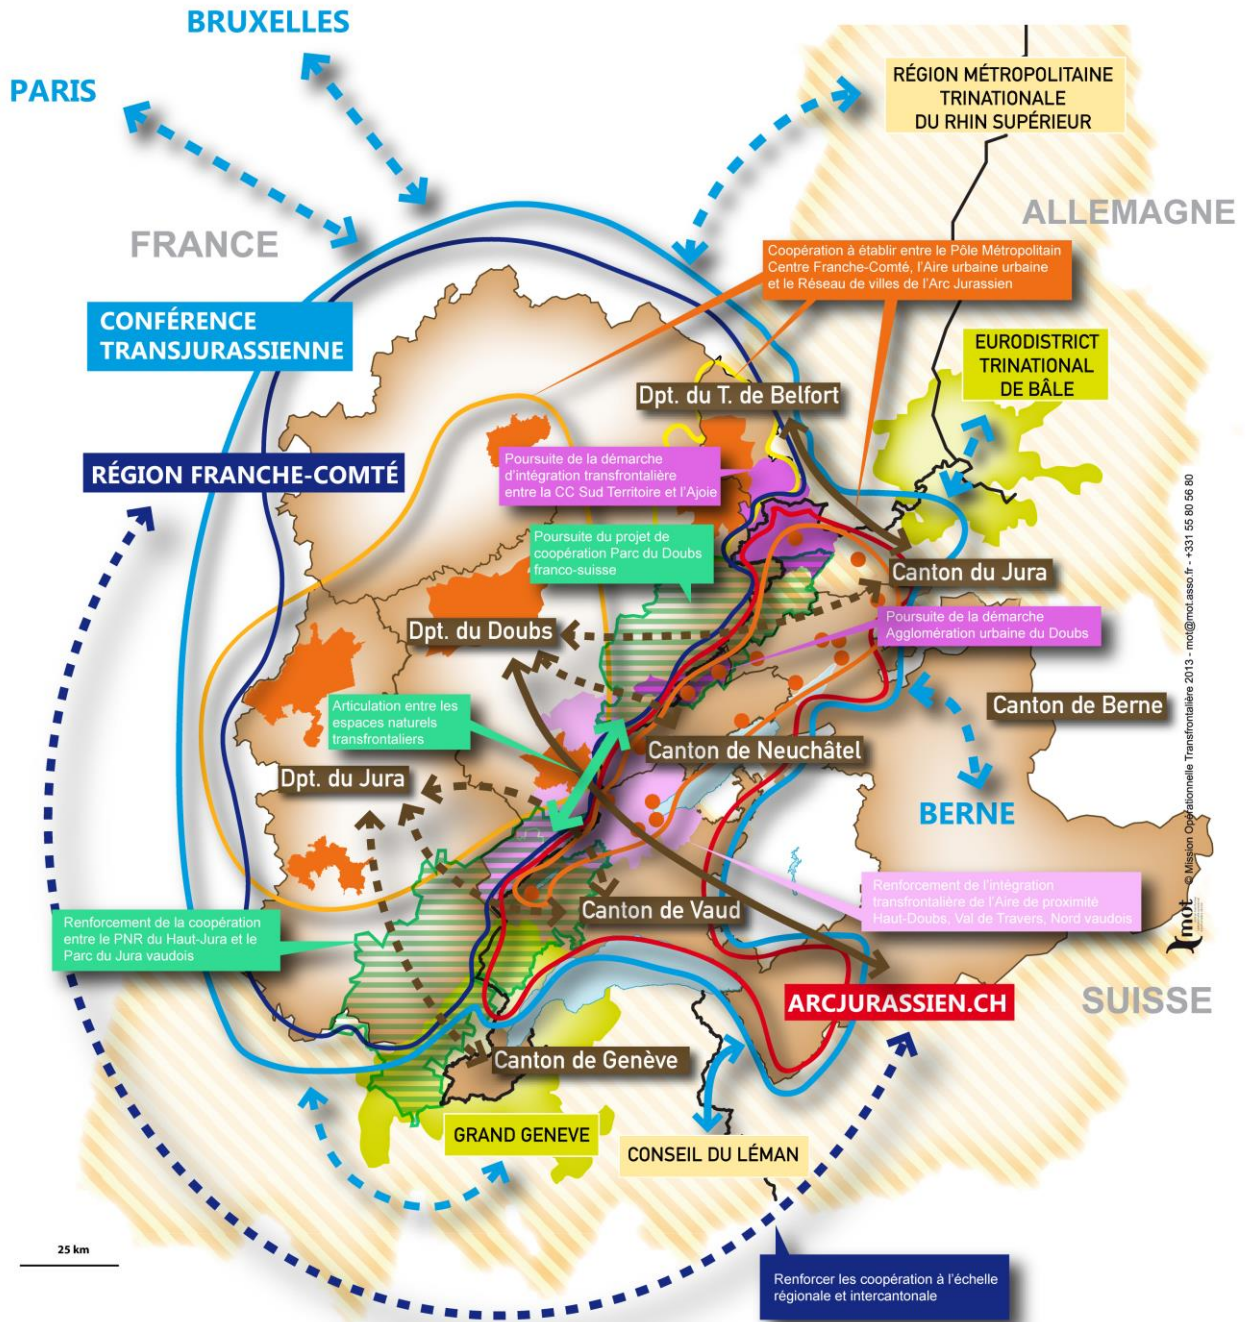 BRUXELLES
PARIS
RÉGION MÉTROPOLITAINE
TRINATIONALE
DU RHIN SUPÉRIEUR
ALLEMAGNE
FRANCE
Coopération à établir entre le Pôle Métropolitain
Centre Franche-Comté, l'Aire urbaine urbaine
et le Réseau de villes de l'Arc Jurassien
CONFÉRENCE
TRANSJURASSIENNE
EURODISTRICT
TRINATIONAL
DE BÂLE
Dpt. du T. de Belfort
RÉGION FRANCHE-COMTÉ
Poursuite de la démarche
d'intégration transfrontalière
entre la CC Sud Territoire et l'Ajoie
Poursuite du projet de
coopération Parc du Doubs
franco-suisse
Canton du Jura
Dpt. du Doubs
Poursuite de la démarche
Agglomération urbaine du Doubs
Articulation entre les
espaces naturels
transfrontaliers
Canton de Berne
Canton de Neuchâtel
Dpt. du Jura
BERNE
Renforcement de l'intégration
transfrontalière de l'Aire de proximité
Haut-Doubs, Val de Travers, Nord vaudois
Canton de Vaud
Renforcement de la coopération
entre le PNR du Haut-Jura et le
Parc du Jura vaudois
ARCJURASSIEN.CH
SUISSE
Canton de Genève
GRAND GENEVE
CONSEIL DU LÉMAN
25 km
Renforcer les coopération à l'échelle
régionale et intercantonale
mot
© Mission Opérationnelle Transfrontalière 2013 - mot@mot.asso.fr - +331 55 80 56 80